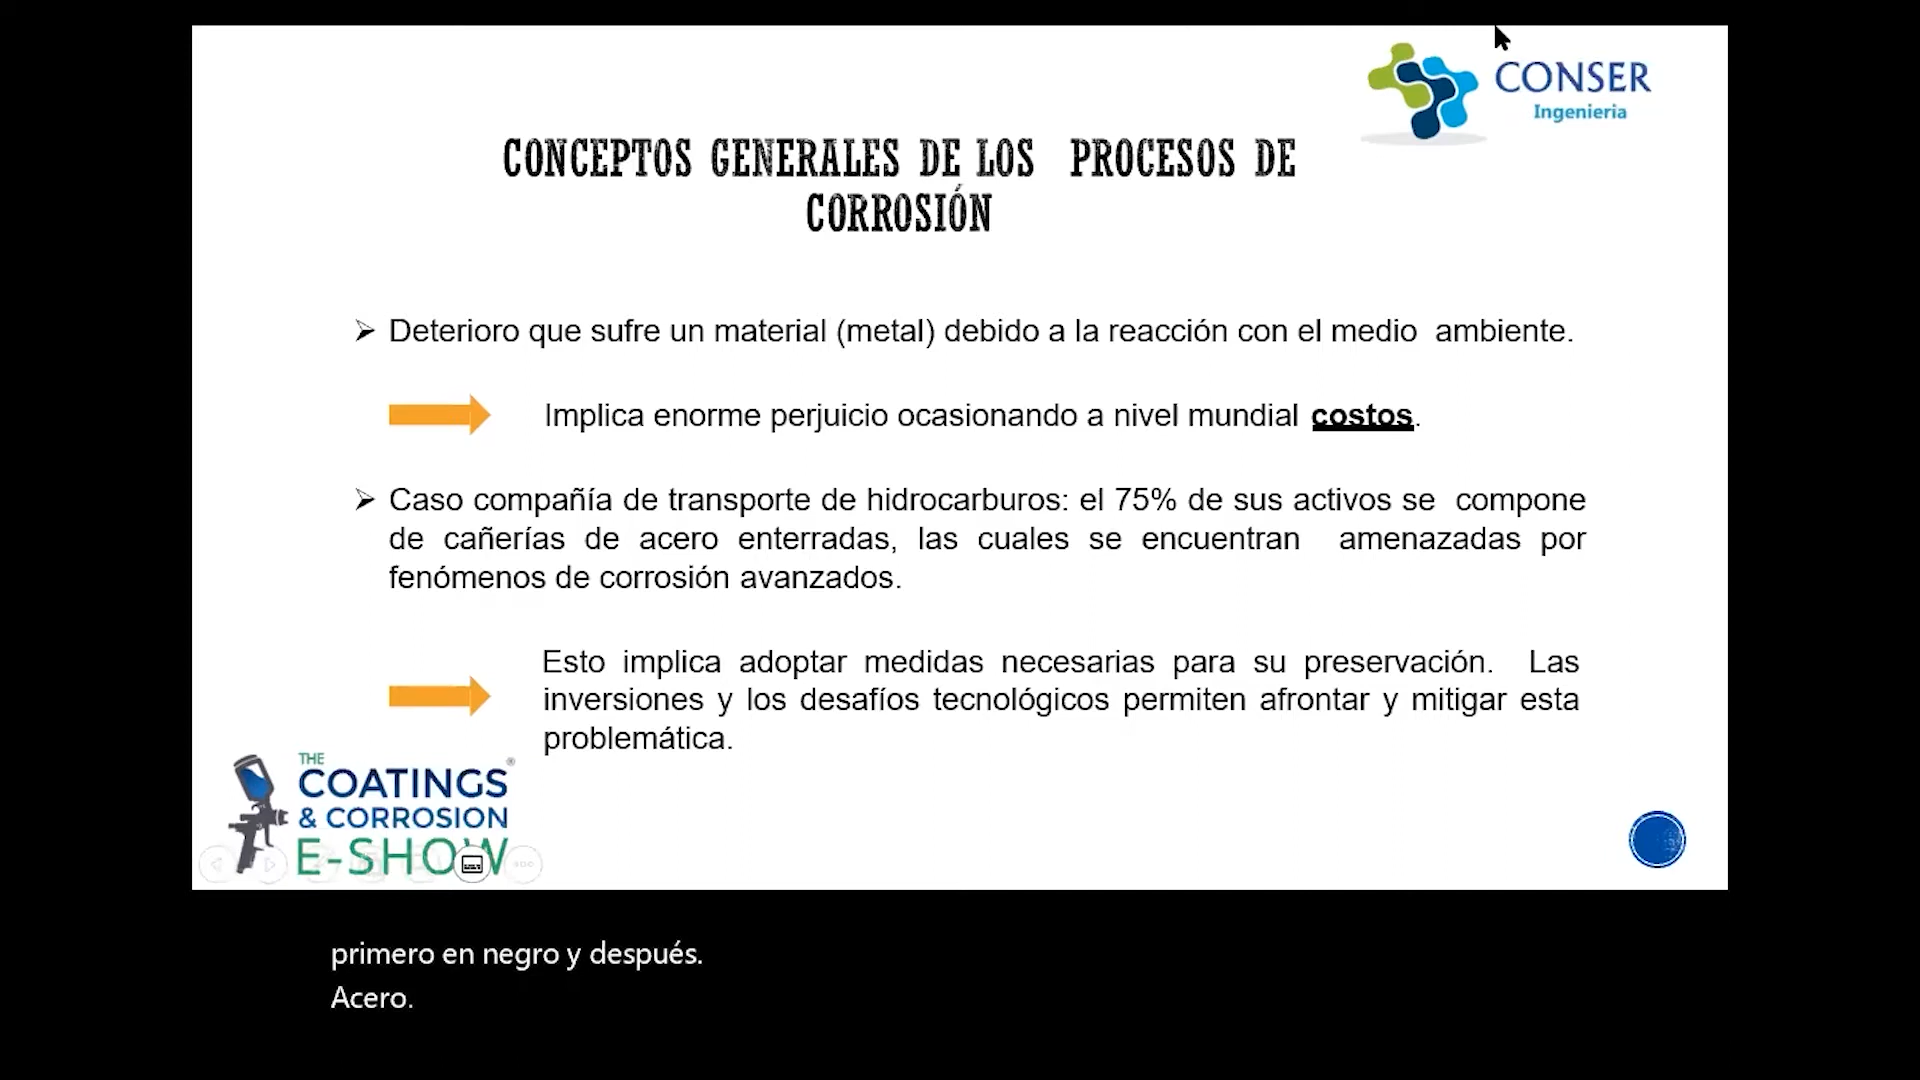 CONSER
Ingenieria
CONCEPTOS GENERALES DE LOS PROCESOS DE
CORROSIÓN
➢ Deterioro que sufre un material (metal) debido a la reacción con el medio ambiente.
Implica enorme perjuicio ocasionando a nivel mundial costos.
➢ Caso compañía de transporte de hidrocarburos: el 75% de sus activos se compone
de cañerías de acero enterradas, las cuales se encuentran amenazadas por
fenómenos de corrosión avanzados.
Esto implica adoptar medidas necesarias para su preservación. Las
inversiones y los desafíos tecnológicos permiten afrontar y mitigar esta
problemática.
THE
COATINGS®
& CORROSION
E-SHOW
primero en negro y después.
Acero.